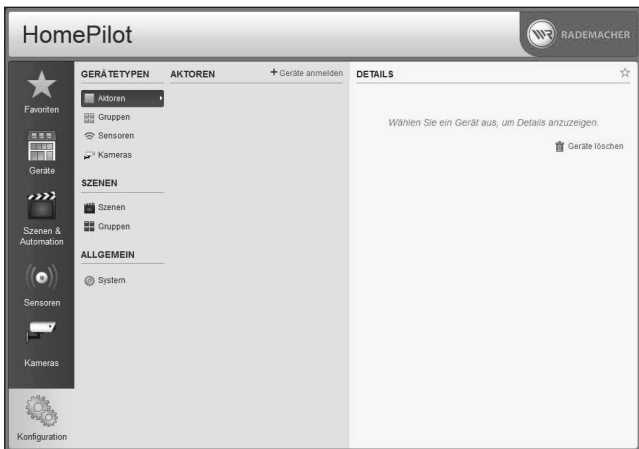 HomePilot
WR RADEMACHER
Favoriten
Geräte
Szenen &
Automation
Sensoren
Kameras
Konfiguration
GERÄTETYPEN
Aktoren
Gruppen
Sensoren
Kameras
SZENEN
Szenen
Gruppen
ALLGEMEIN
System
AKTOREN
+ Geräte anmelden
DETAILS
Wählen Sie ein Gerät aus, um Details anzuzeigen.
Geräte löschen